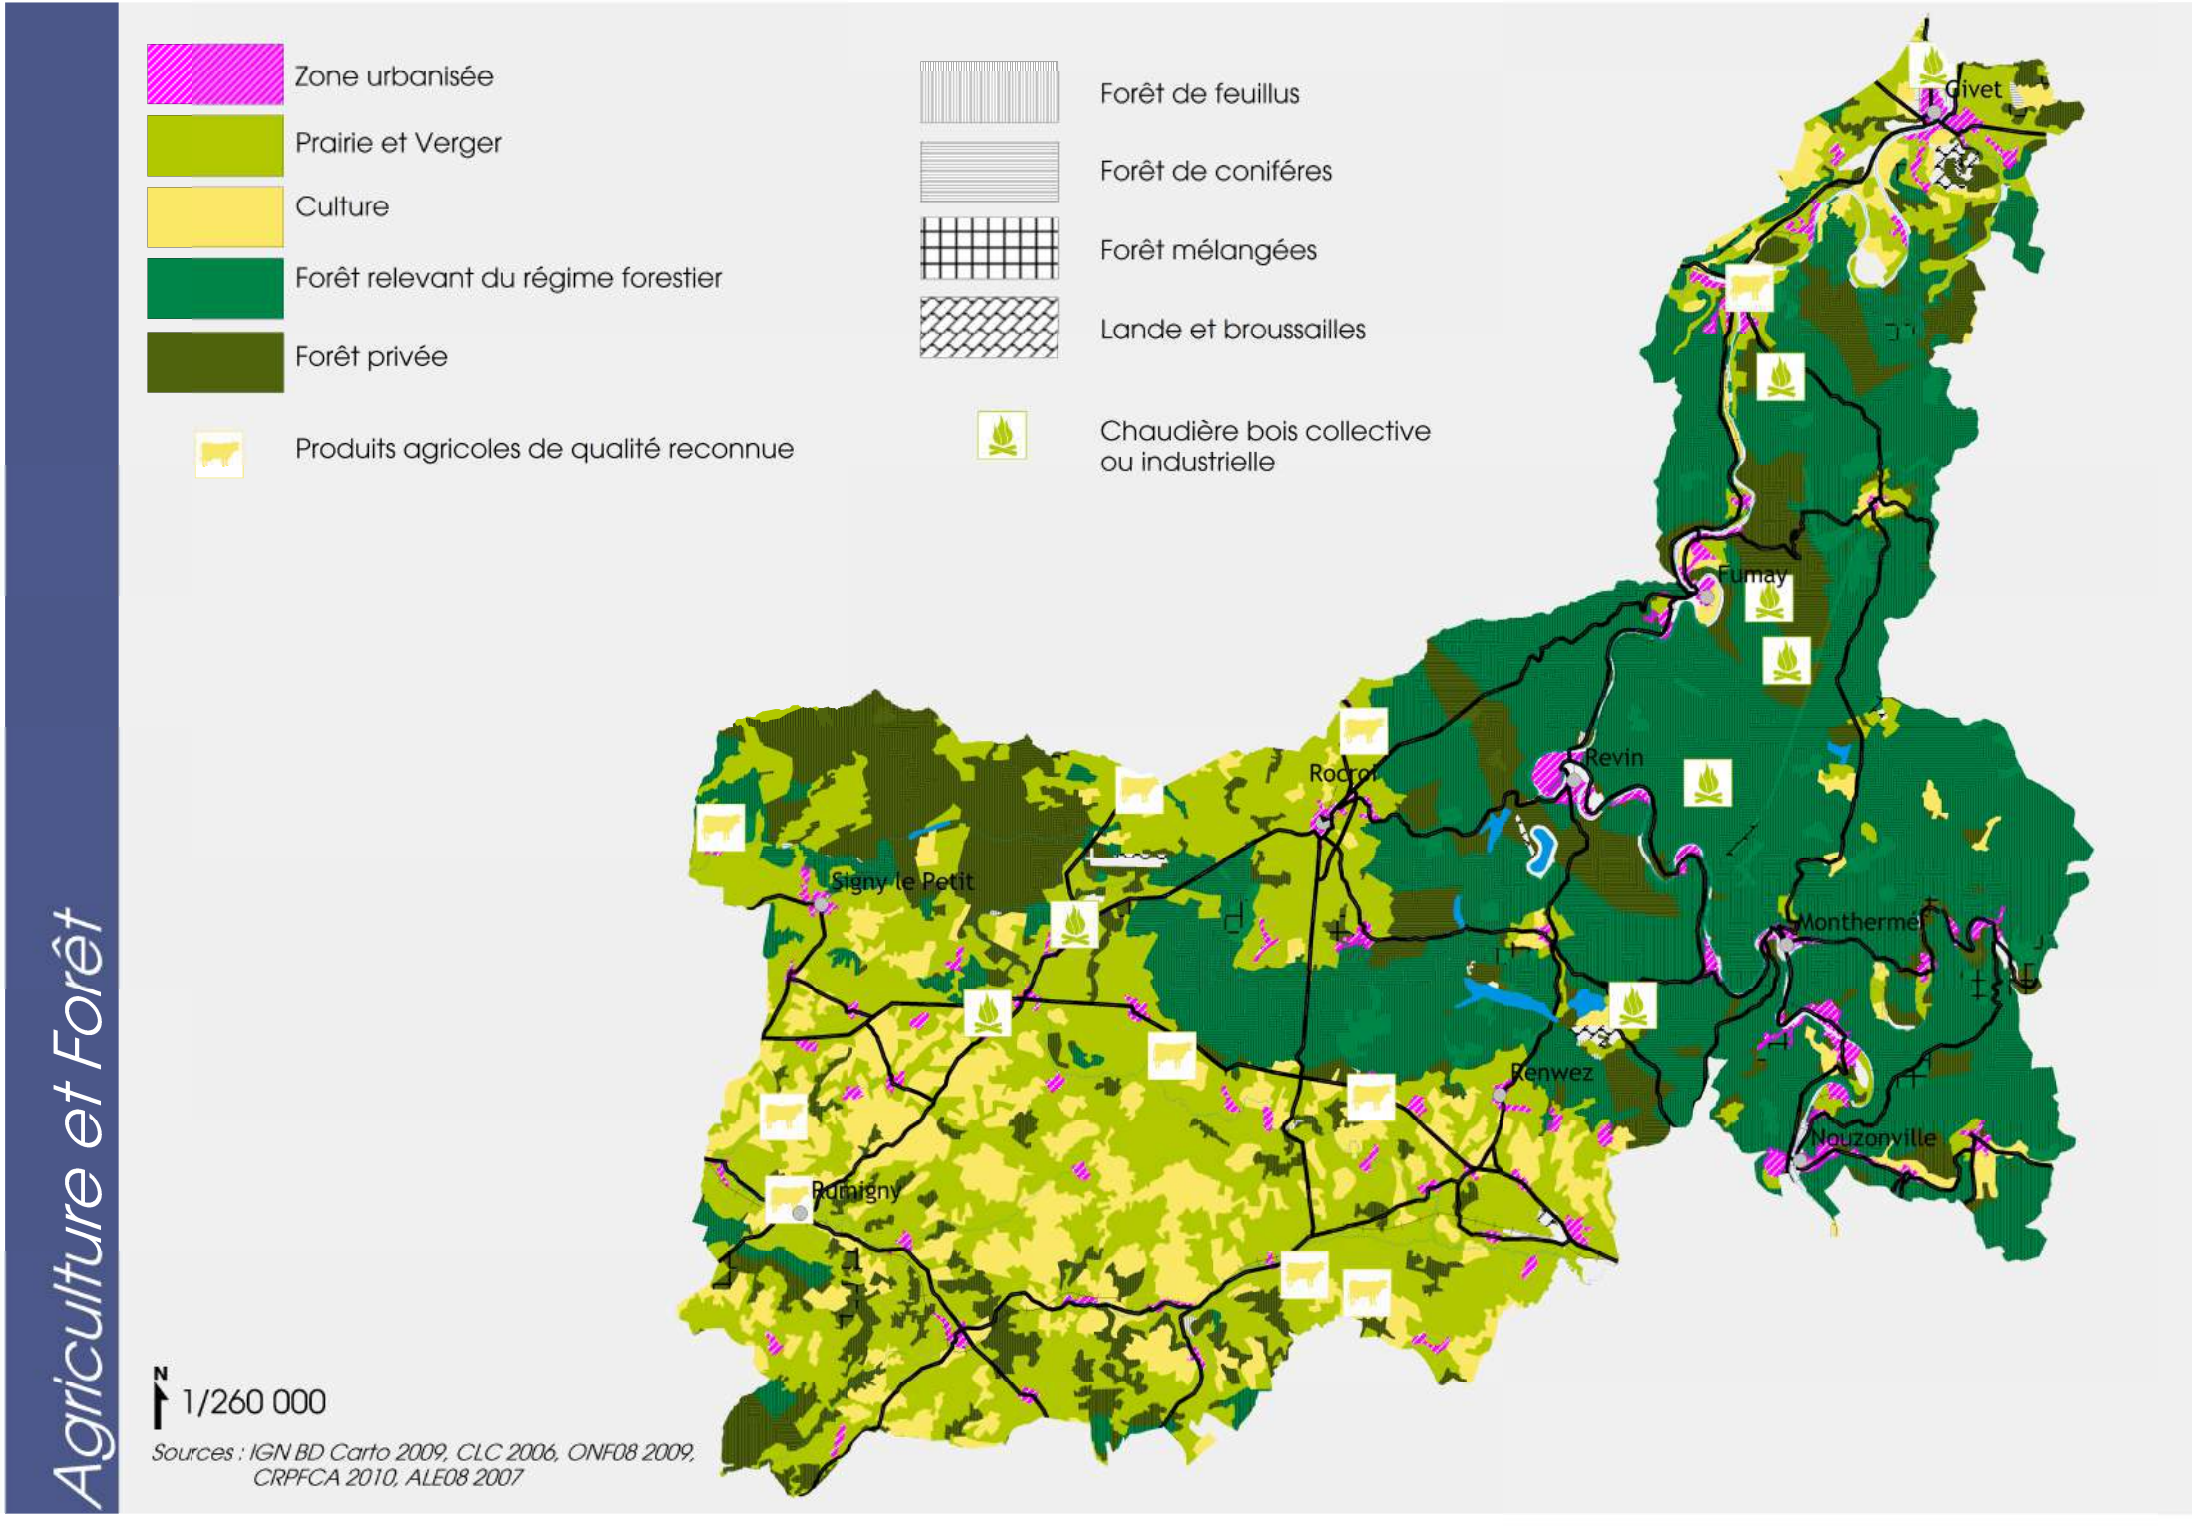 Agriculture et Forêt
Zone urbanisée
Prairie et Verger
Culture
Forêt relevant du régime forestier
Forêt privée
Produits agricoles de qualité reconnue
Forêt de feuillus
Forêt de coniféres
Forêt mélangées
Lande et broussailles
Chaudière bois collective
ou industrielle
Givet
Fumay
Revin
Rocroi
Signy le Petit
Monthermé
Renwez
Nouzonville
Rumigny
N
1/260 000
Sources : IGN BD Carto 2009, CLC 2006, ONF08 2009,
CRPFCA 2010, ALE08 2007